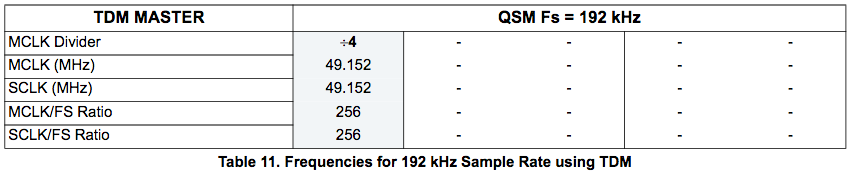 TDM MASTER QSM Fs = 192 kHz
MCLK Divider ÷4 - - - -
MCLK (MHz) 49.152 - - - -
SCLK (MHz) 49.152 - - - -
MCLK/FS Ratio 256 - - - -
SCLK/FS Ratio 256 - - - -
Table 11. Frequencies for 192 kHz Sample Rate using TDM